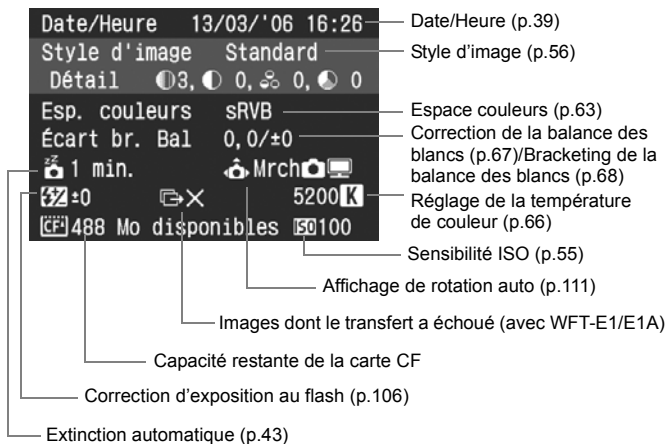 Date/Heure 13/03/'06 16:26
Style d'image Standard
Détail 3, 0, 0, 0
Esp. couleurs sRVB
Écart br. Bal 0,0/±0
zz 1 min. Mrch
±0 5200 K
CF 488 Mo disponibles ISO 100
Date/Heure (p.39)
Style d’image (p.56)
Espace couleurs (p.63)
Correction de la balance des
blancs (p.67)/Bracketing de la
balance des blancs (p.68)
Réglage de la température
de couleur (p.66)
Sensibilité ISO (p.55)
Affichage de rotation auto (p.111)
Images dont le transfert a échoué (avec WFT-E1/E1A)
Capacité restante de la carte CF
Correction d’exposition au flash (p.106)
Extinction automatique (p.43)